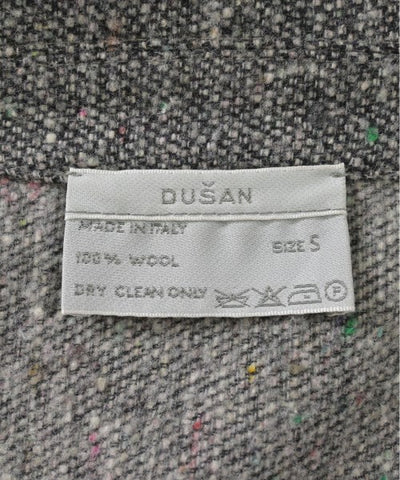 DUŠAN
MADE IN ITALY
SIZE S
100% WOOL
DRY CLEAN ONLY P